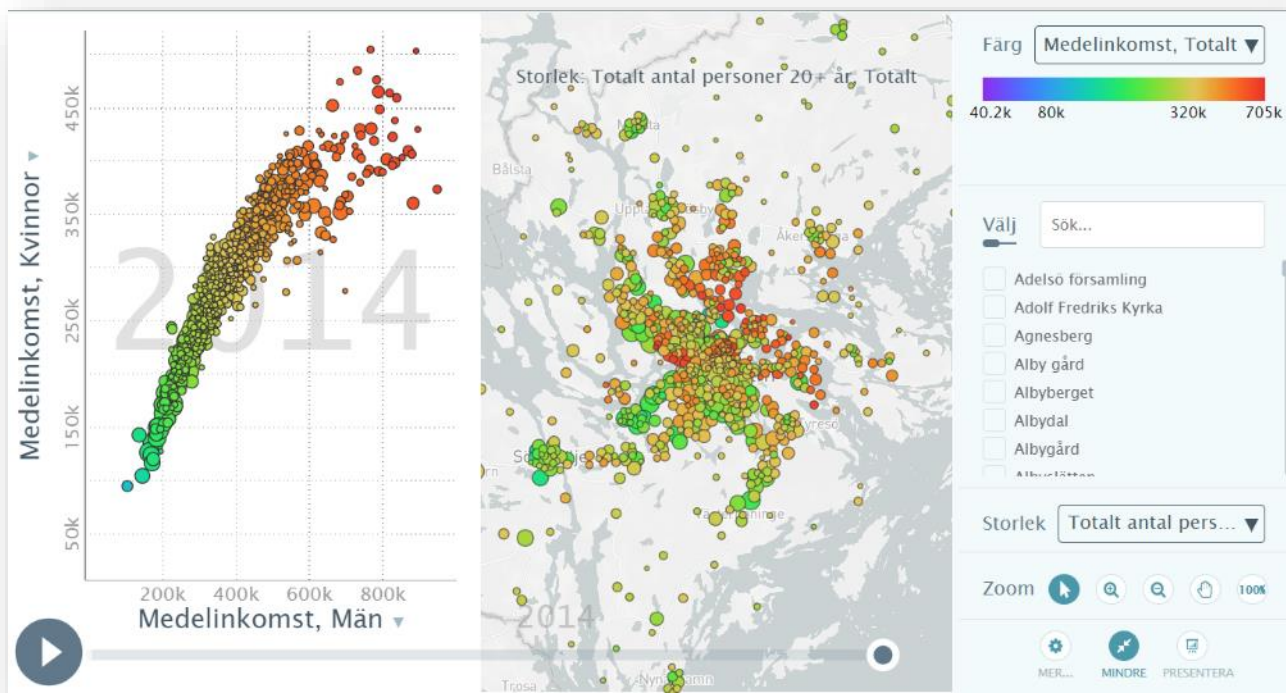 450k
350k
250k
150k
50k
Medelinkomst, Kvinnor ▾
2014
200k 400k 600k 800k
Medelinkomst, Män ▾
Storlek: Totalt antal personer 20+ år, Totalt
Bålsta
Tyresö
2014
Trosa
Färg
Medelinkomst, Totalt ▼
40.2k 80k 320k 705k
Välj
Sök...
Adelsö församling
Adolf Fredriks Kyrka
Agnesberg
Alby gård
Albyberget
Albydal
Albygård
Albyslätten
Storlek
Totalt antal pers... ▼
Zoom
100%
MER...
MINDRE
PRESENTERA